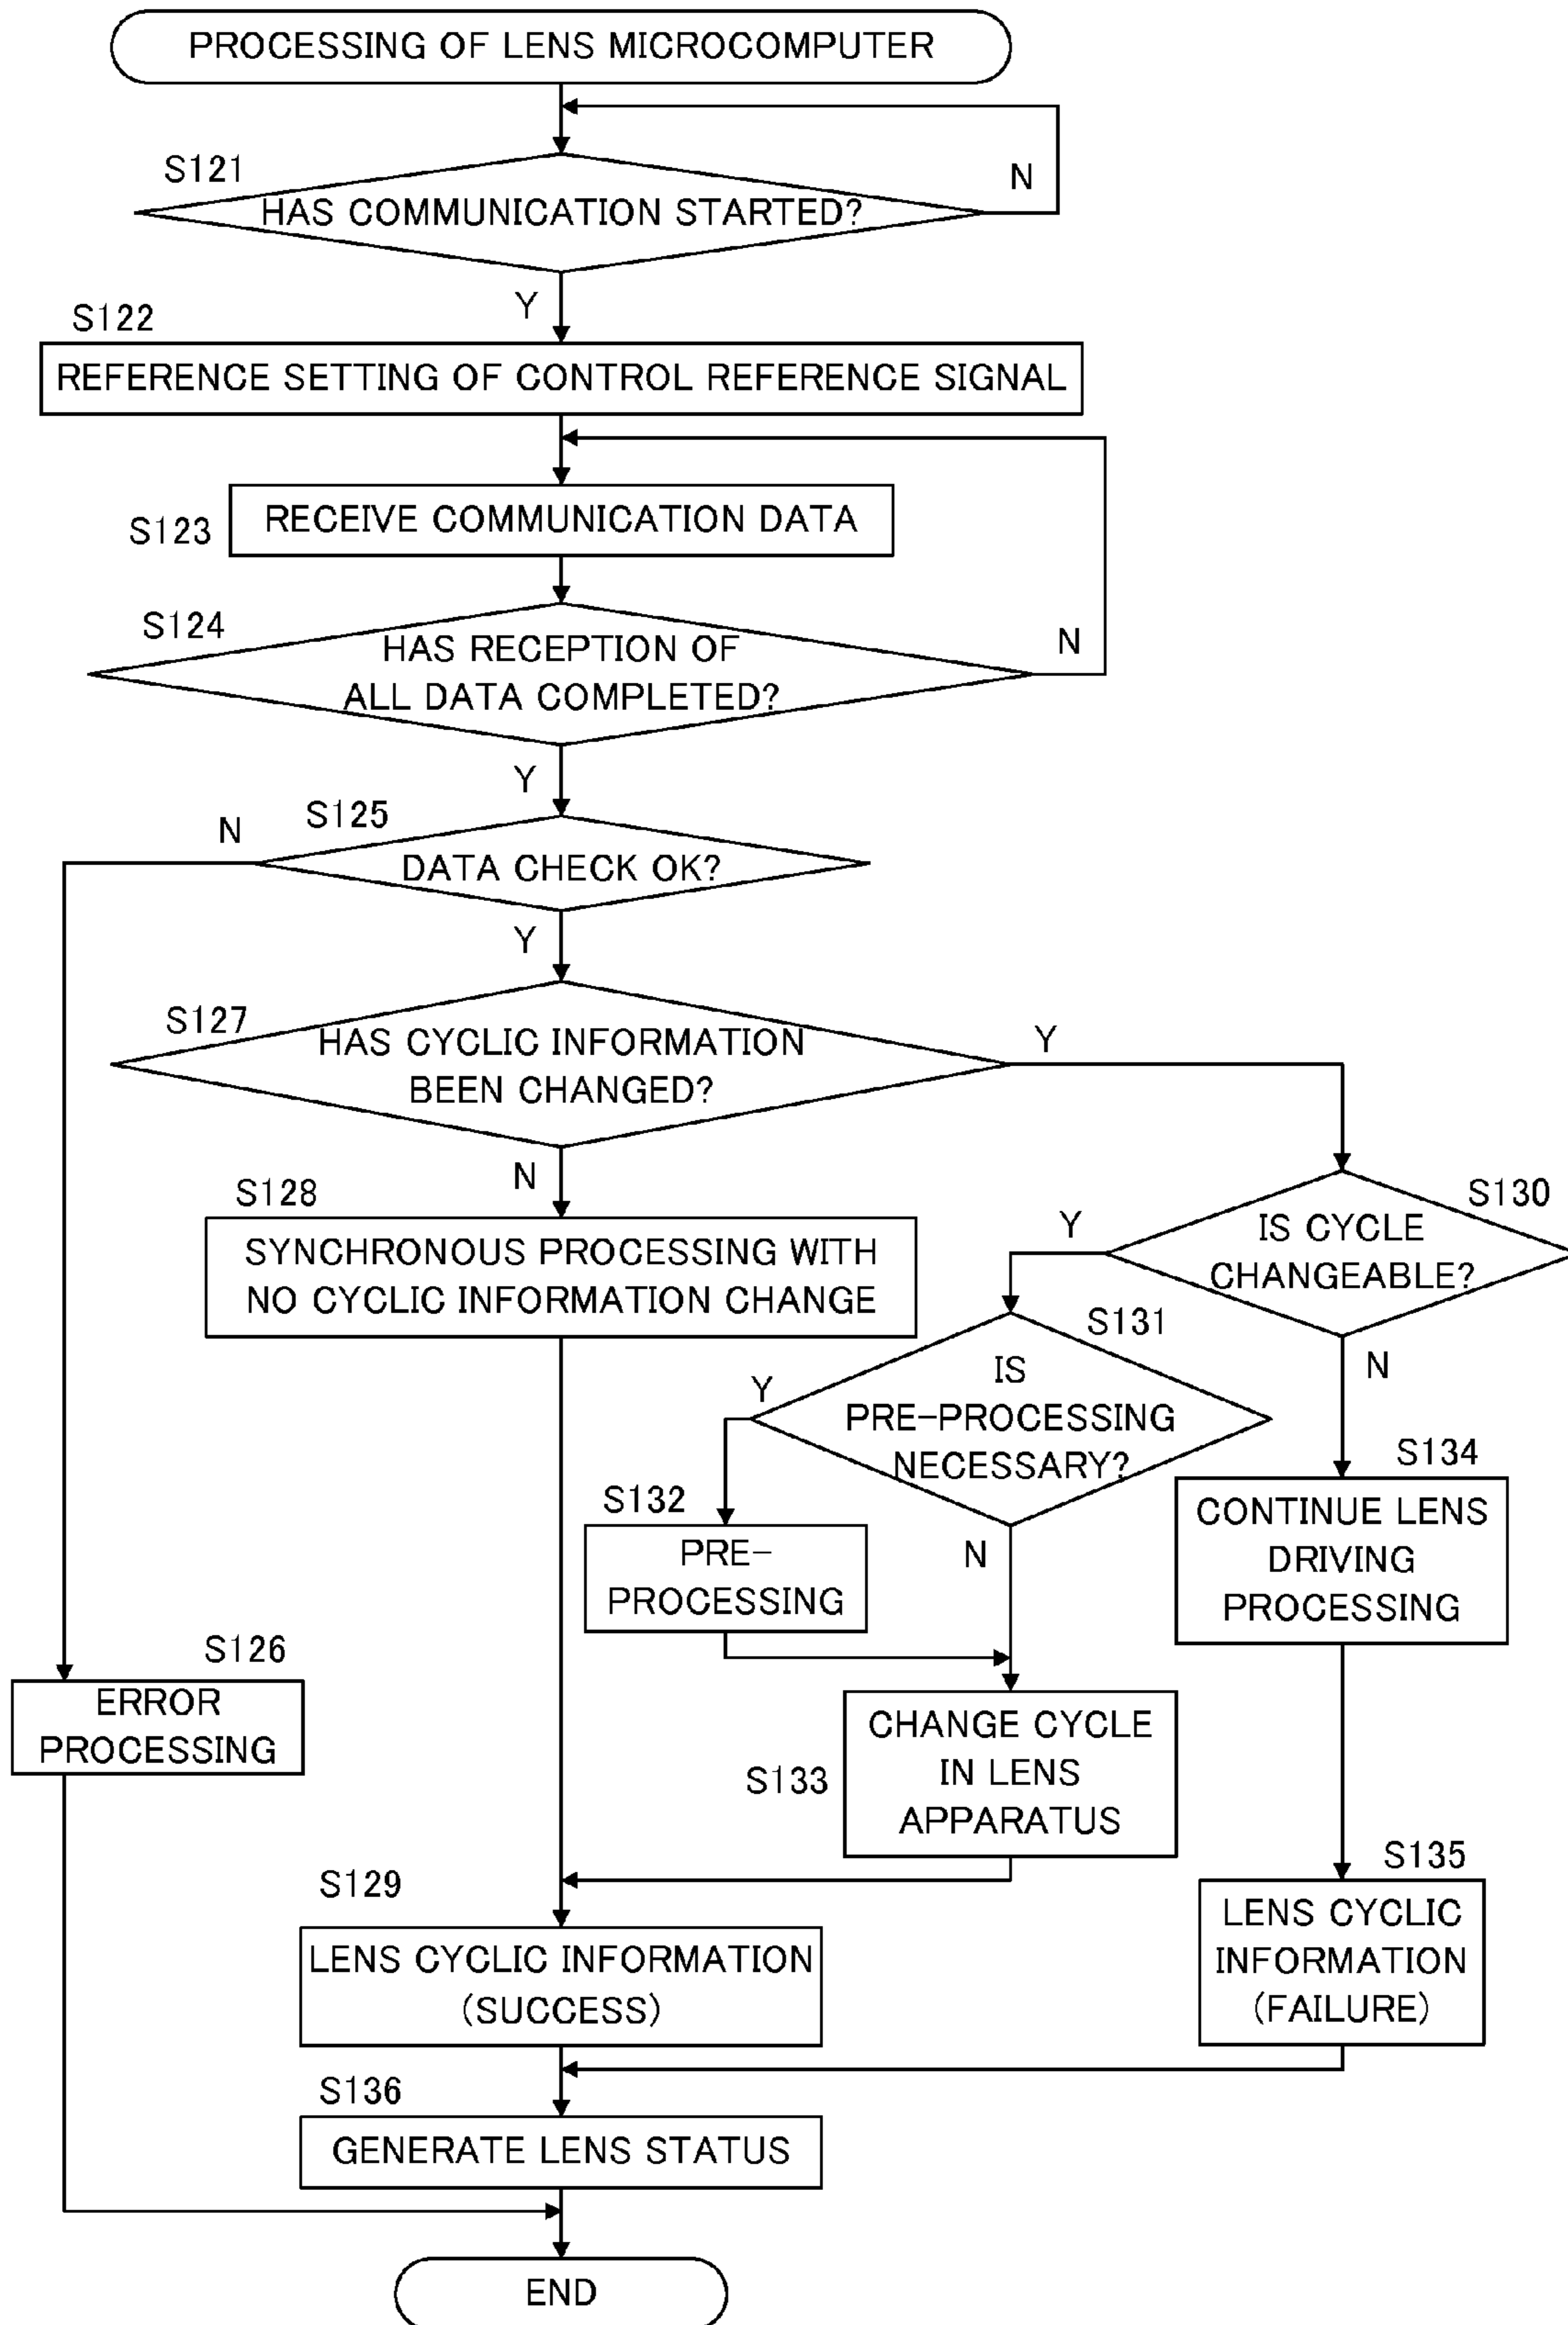 PROCESSING OF LENS MICROCOMPUTER
S121
N
HAS COMMUNICATION STARTED?
Y
S122
REFERENCE SETTING OF CONTROL REFERENCE SIGNAL
S123
RECEIVE COMMUNICATION DATA
S124
HAS RECEPTION OF
ALL DATA COMPLETED?
N
Y
S125
N
DATA CHECK OK?
Y
S127
HAS CYCLIC INFORMATION
BEEN CHANGED?
Y
N
S128
SYNCHRONOUS PROCESSING WITH
NO CYCLIC INFORMATION CHANGE
S130
IS CYCLE
CHANGEABLE?
Y
N
S131
IS
PRE-PROCESSING
NECESSARY?
Y
N
S132
PRE-
PROCESSING
S134
CONTINUE LENS
DRIVING
PROCESSING
S126
ERROR
PROCESSING
S133
CHANGE CYCLE
IN LENS
APPARATUS
S129
LENS CYCLIC INFORMATION
(SUCCESS)
S135
LENS CYCLIC
INFORMATION
(FAILURE)
S136
GENERATE LENS STATUS
END